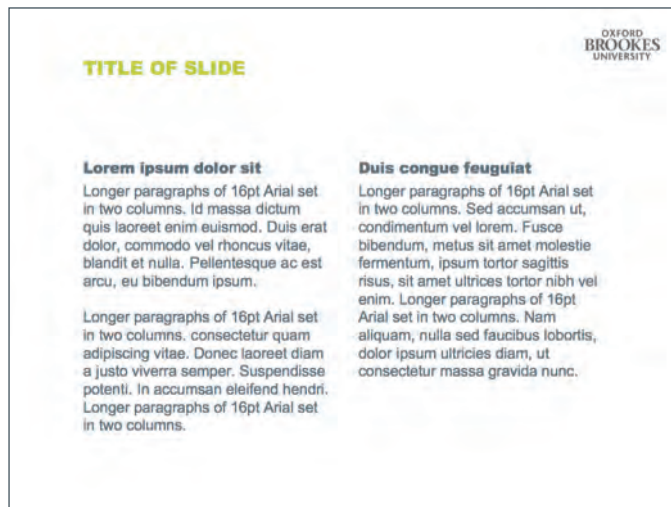 OXFORD
BROOKES
UNIVERSITY
TITLE OF SLIDE
Lorem ipsum dolor sit
Longer paragraphs of 16pt Arial set
in two columns. Id massa dictum
quis laoreet enim euismod. Duis erat
dolor, commodo vel rhoncus vitae,
blandit et nulla. Pellentesque ac est
arcu, eu bibendum ipsum.
Longer paragraphs of 16pt Arial set
in two columns. consectetur quam
adipiscing vitae. Donec laoreet diam
a justo viverra semper. Suspendisse
potenti. In accumsan eleifend hendri.
Longer paragraphs of 16pt Arial set
in two columns.
Duis congue feuguiat
Longer paragraphs of 16pt Arial set
in two columns. Sed accumsan ut,
condimentum vel lorem. Fusce
bibendum, metus sit amet molestie
fermentum, ipsum tortor sagittis
risus, sit amet ultrices tortor nibh vel
enim. Longer paragraphs of 16pt
Arial set in two columns. Nam
aliquam, nulla sed faucibus lobortis,
dolor ipsum ultricies diam, ut
consectetur massa gravida nunc.